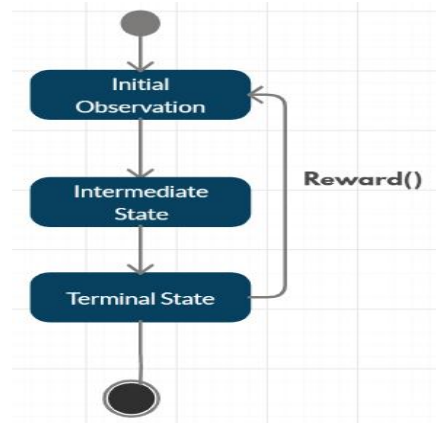 Initial
Observation
Reward()
Intermediate
State
Terminal State